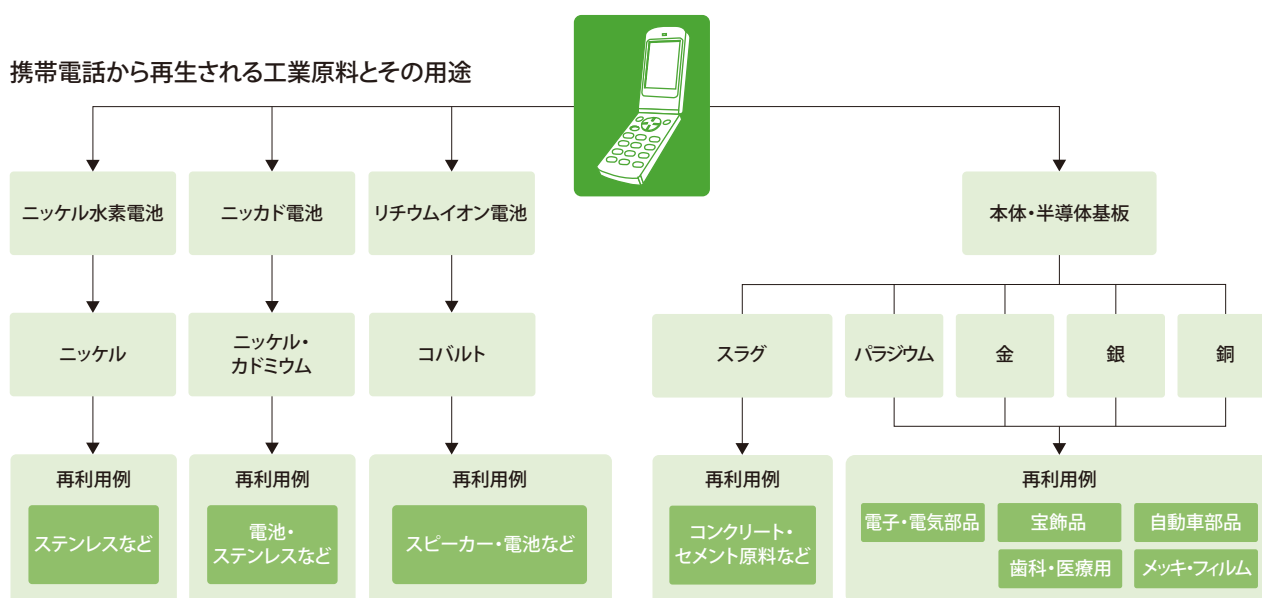 携帯電話から再生される工業原料とその用途
ニッケル水素電池
ニッカド電池
リチウムイオン電池
本体・半導体基板
ニッケル
ニッケル・
カドミウム
コバルト
スラグ
パラジウム
金
銀
銅
再利用例
ステンレスなど
再利用例
電池・
ステンレスなど
再利用例
スピーカー・電池など
再利用例
コンクリート・
セメント原料など
再利用例
電子・電気部品
宝飾品
自動車部品
歯科・医療用
メッキ・フィルム